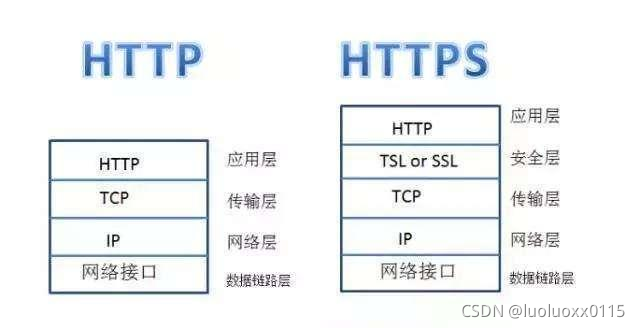 HTTP
HTTPS
HTTP 应用层
TCP 传输层
IP 网络层
网络接口 数据链路层
HTTP 应用层
TSL or SSL 安全层
TCP 传输层
IP 网络层
网络接口 数据链路层
CSDN @luoluoxx0115